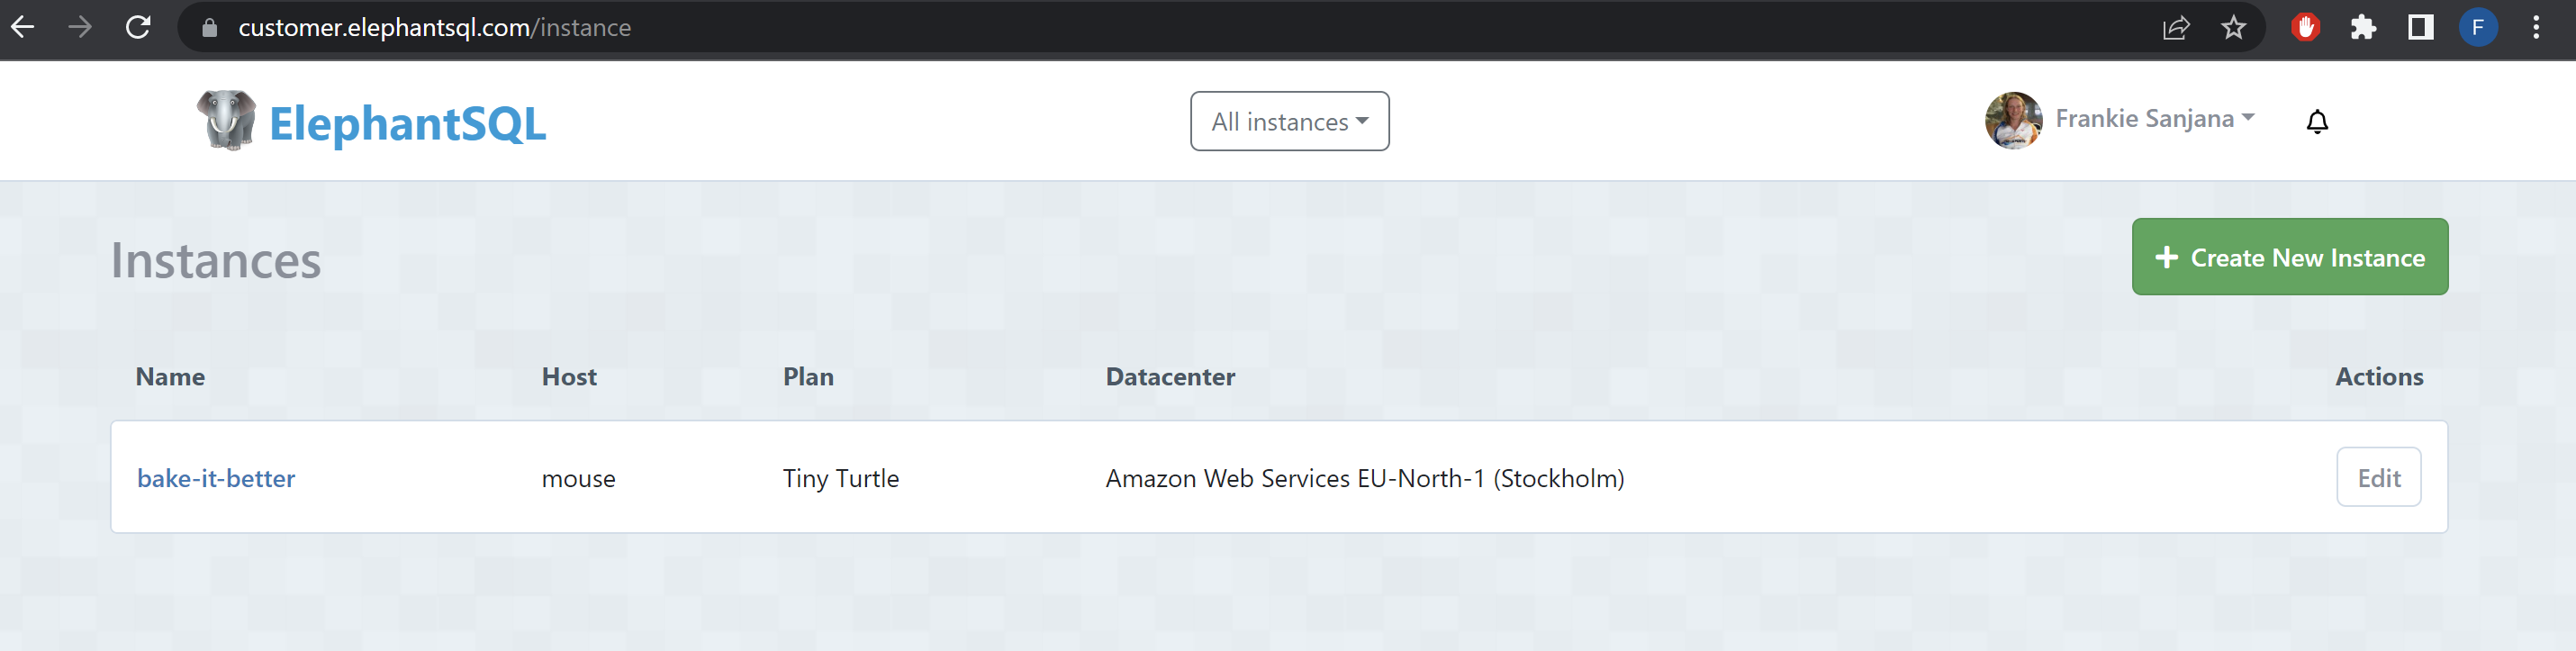 customer.elephantsql.com/instance
F
ElephantSQL
All instances
Frankie Sanjana
Instances
Create New Instance
Name Host Plan Datacenter Actions
bake-it-better mouse Tiny Turtle Amazon Web Services EU-North-1 (Stockholm) Edit